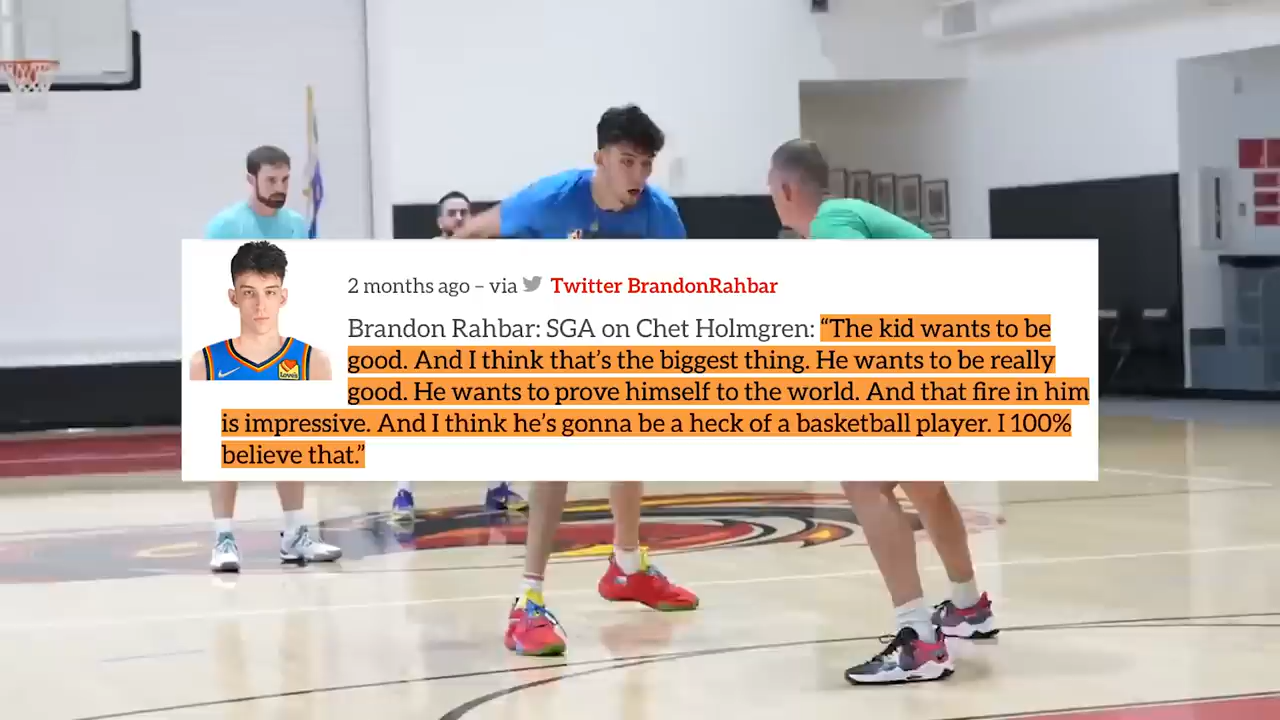 2 months ago – via Twitter BrandonRahbar
Brandon Rahbar: SGA on Chet Holmgren: “The kid wants to be
good. And I think that’s the biggest thing. He wants to be really
good. He wants to prove himself to the world. And that fire in him
is impressive. And I think he’s gonna be a heck of a basketball player. I 100%
believe that.”
Love's